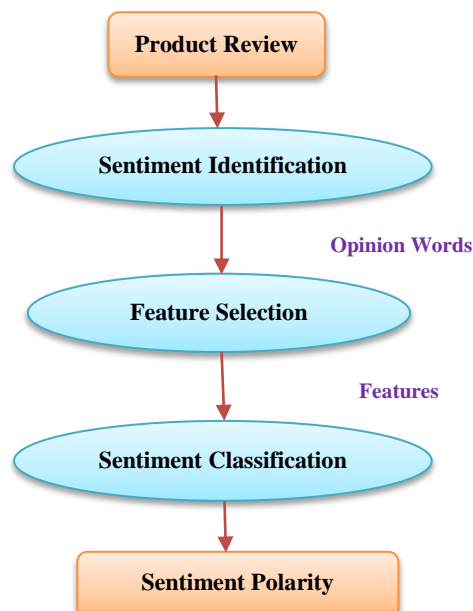 Product Review
Sentiment Identification
Opinion Words
Feature Selection
Features
Sentiment Classification
Sentiment Polarity